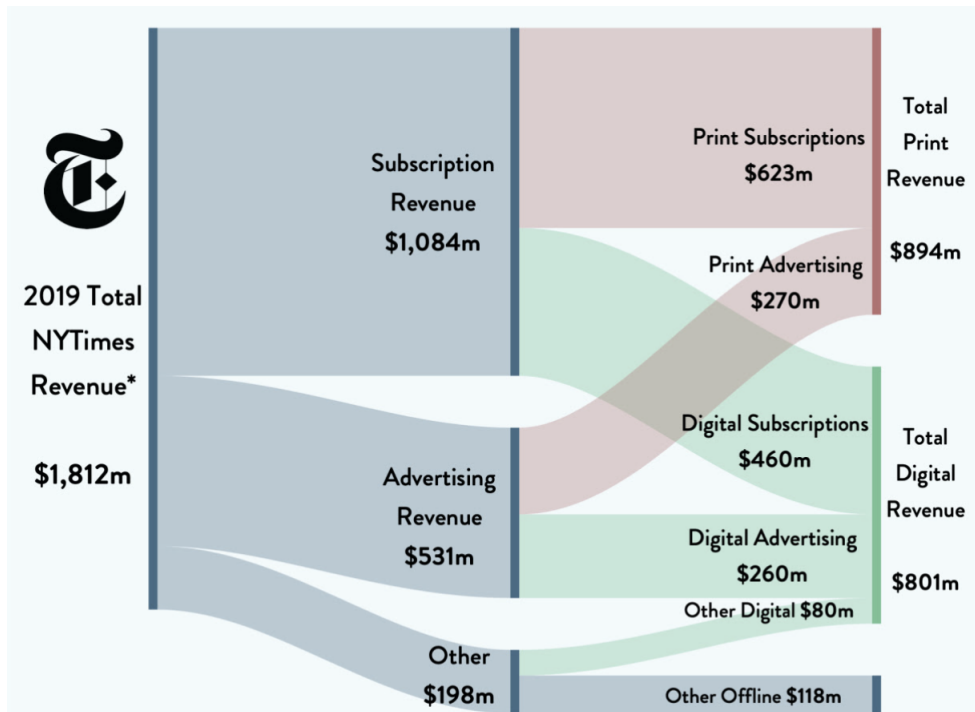 2019 Total
NYTimes
Revenue*
$1,812m
Subscription
Revenue
$1,084m
Advertising
Revenue
$531m
Other
$198m
Print Subscriptions
$623m
Print Advertising
$270m
Digital Subscriptions
$460m
Digital Advertising
$260m
Other Digital $80m
Other Offline $118m
Total
Print
Revenue
$894m
Total
Digital
Revenue
$801m